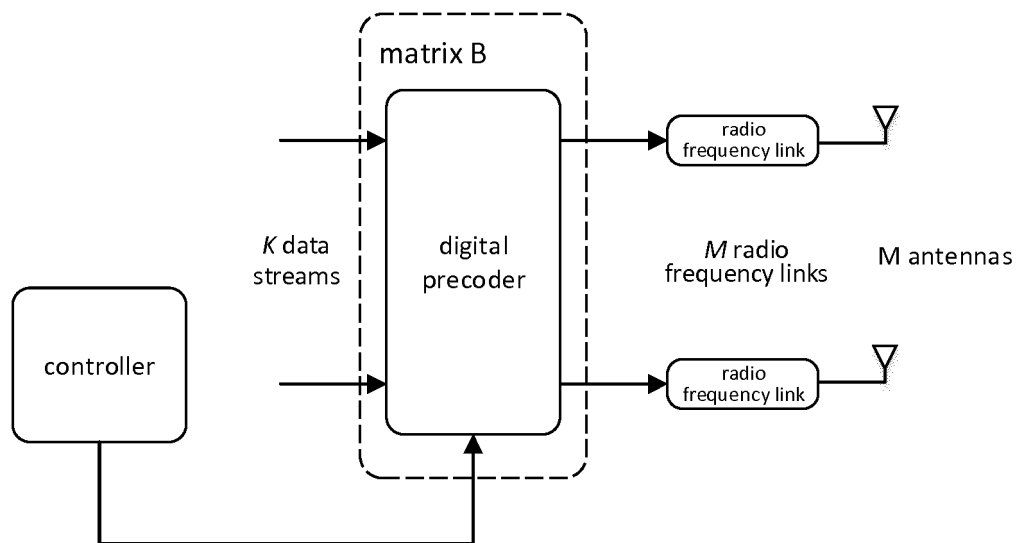 matrix B
radio
frequency link
K data
streams
digital
precoder
M radio
frequency links
M antennas
controller
radio
frequency link